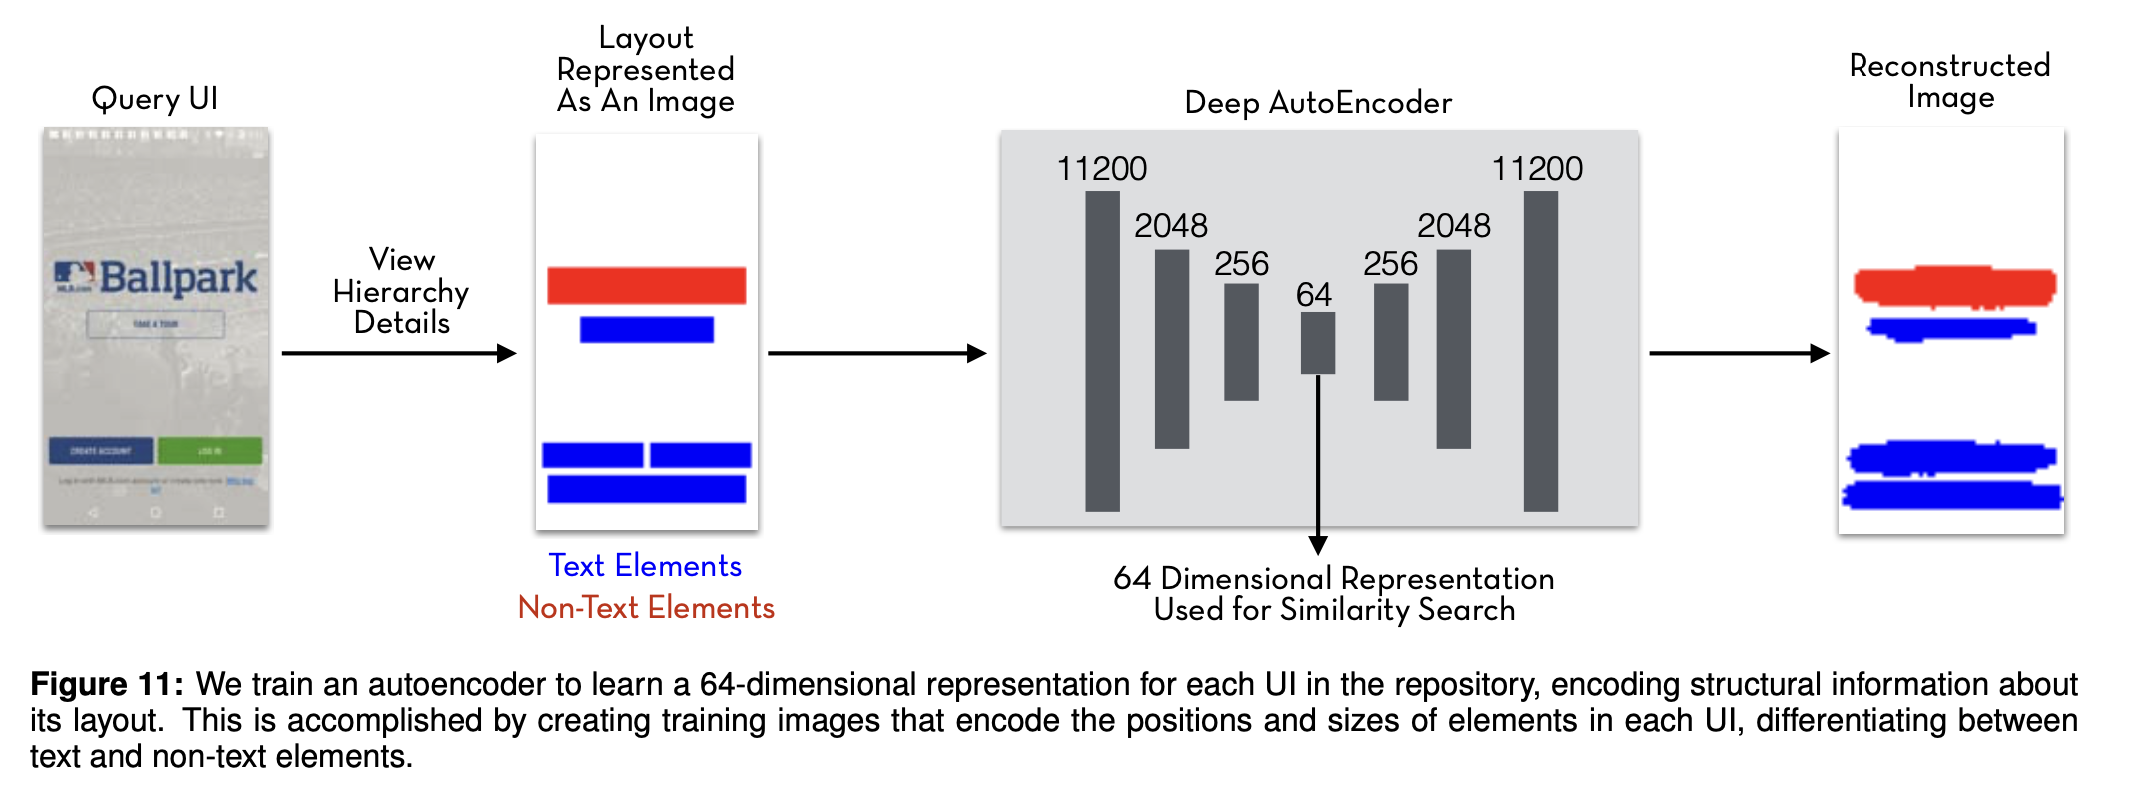 Query UI
Ballpark
TAKE A TOUR
CREATE ACCOUNT
LOG IN
View
Hierarchy
Details
Layout
Represented
As An Image
Text Elements
Non-Text Elements
Deep AutoEncoder
11200
2048
256
64
256
2048
11200
64 Dimensional Representation
Used for Similarity Search
Reconstructed
Image
Figure 11: We train an autoencoder to learn a 64-dimensional representation for each UI in the repository, encoding structural information about
its layout. This is accomplished by creating training images that encode the positions and sizes of elements in each UI, differentiating between
text and non-text elements.